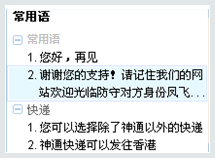 常用语
常用语
1. 您好，再见
2. 谢谢您的支持！请记住我们的网
站欢迎光临防守对方身份凤飞...
快递
1. 您可以选择除了神通以外的快递
2. 神通快递可以发往香港